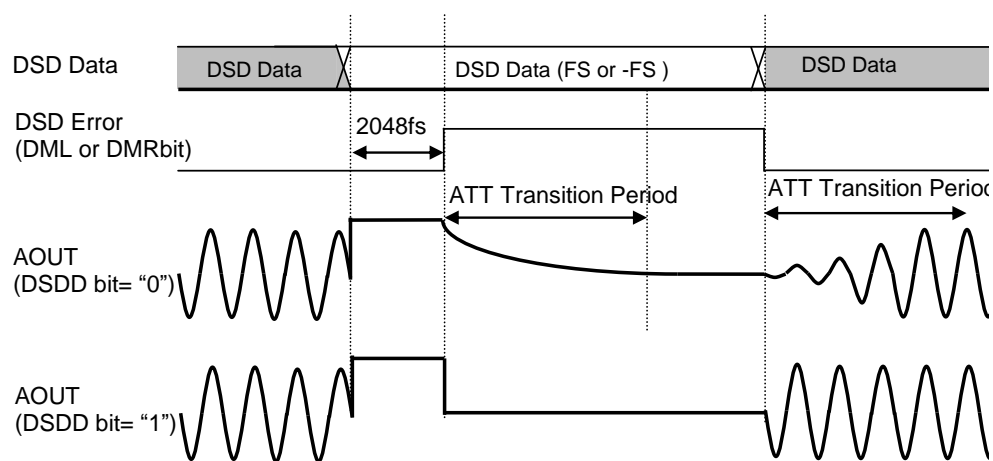 DSD Data
DSD Data
DSD Data (FS or -FS )
DSD Data
DSD Error
(DML or DMRbit)
2048fs
ATT Transition Period
ATT Transition Period
AOUT
(DSDD bit= “0”)
AOUT
(DSDD bit= “1”)